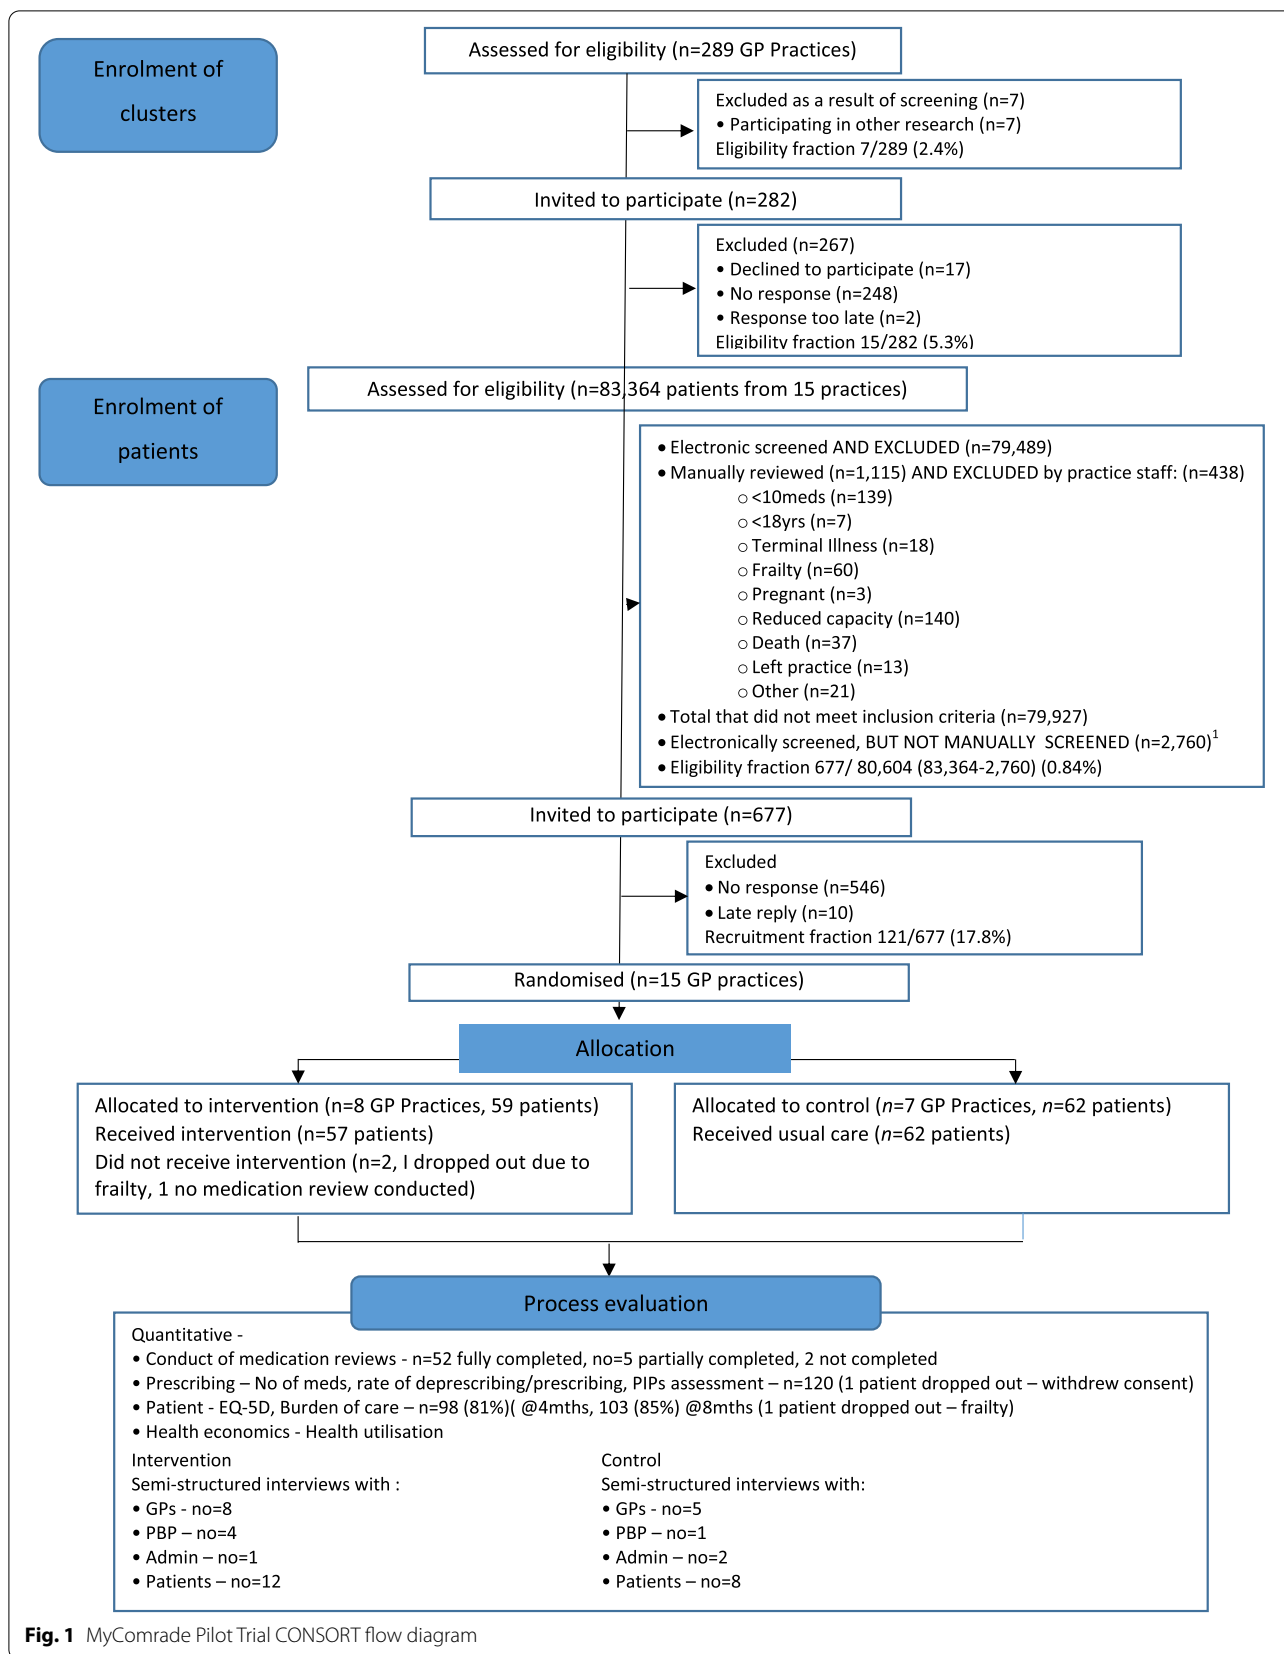 Enrolment of
clusters
Assessed for eligibility (n=289 GP Practices)
Excluded as a result of screening (n=7)
• Participating in other research (n=7)
Eligibility fraction 7/289 (2.4%)
Invited to participate (n=282)
Excluded (n=267)
• Declined to participate (n=17)
• No response (n=248)
• Response too late (n=2)
Eligibility fraction 15/282 (5.3%)
Enrolment of
patients
Assessed for eligibility (n=83,364 patients from 15 practices)
• Electronic screened AND EXCLUDED (n=79,489)
• Manually reviewed (n=1,115) AND EXCLUDED by practice staff: (n=438)
o <10meds (n=139)
o <18yrs (n=7)
o Terminal Illness (n=18)
o Frailty (n=60)
o Pregnant (n=3)
o Reduced capacity (n=140)
o Death (n=37)
o Left practice (n=13)
o Other (n=21)
• Total that did not meet inclusion criteria (n=79,927)
• Electronically screened, BUT NOT MANUALLY SCREENED (n=2,760)¹
• Eligibility fraction 677/ 80,604 (83,364-2,760) (0.84%)
Invited to participate (n=677)
Excluded
• No response (n=546)
• Late reply (n=10)
Recruitment fraction 121/677 (17.8%)
Randomised (n=15 GP practices)
Allocation
Allocated to intervention (n=8 GP Practices, 59 patients)
Received intervention (n=57 patients)
Did not receive intervention (n=2, I dropped out due to
frailty, 1 no medication review conducted)
Allocated to control (n=7 GP Practices, n=62 patients)
Received usual care (n=62 patients)
Process evaluation
Quantitative -
• Conduct of medication reviews - n=52 fully completed, no=5 partially completed, 2 not completed
• Prescribing – No of meds, rate of deprescribing/prescribing, PIPs assessment – n=120 (1 patient dropped out – withdrew consent)
• Patient - EQ-5D, Burden of care – n=98 (81%)( @4mths, 103 (85%) @8mths (1 patient dropped out – frailty)
• Health economics - Health utilisation
Intervention
Semi-structured interviews with :
• GPs - no=8
• PBP – no=4
• Admin – no=1
• Patients – no=12
Control
Semi-structured interviews with:
• GPs - no=5
• PBP – no=1
• Admin – no=2
• Patients – no=8
Fig. 1 MyComrade Pilot Trial CONSORT flow diagram